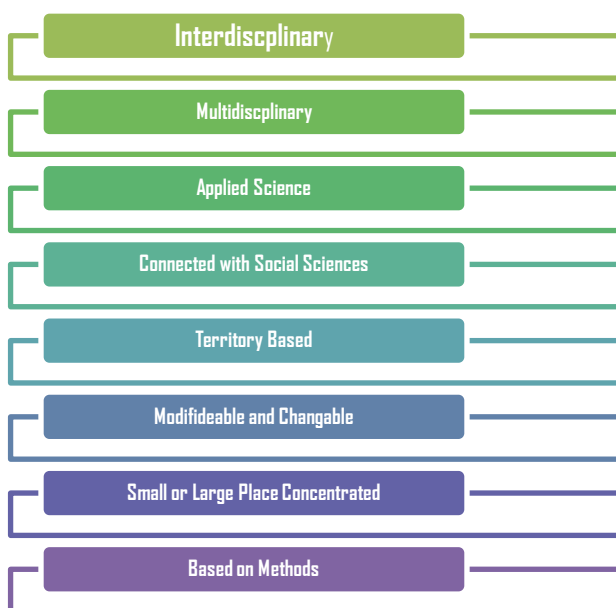 Interdiscplinary
Multidiscplinary
Applied Science
Connected with Social Sciences
Territory Based
Modifideable and Changable
Small or Large Place Concentrated
Based on Methods